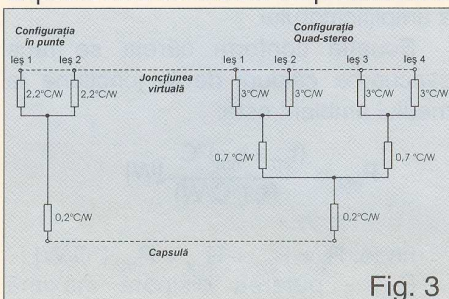 Configurația
în punte
Configurația
Quad-stereo
Ieș 1 Ieș 2 Ieș 1 Ieș 2 Ieș 3 Ieș 4
Joncțiunea
virtuală
2,2°C/W 2,2°C/W 3°C/W 3°C/W 3°C/W 3°C/W
0,7 °C/W 0,7 °C/W
0,2°C/W 0,2°C/W
Capsulă
Fig. 3